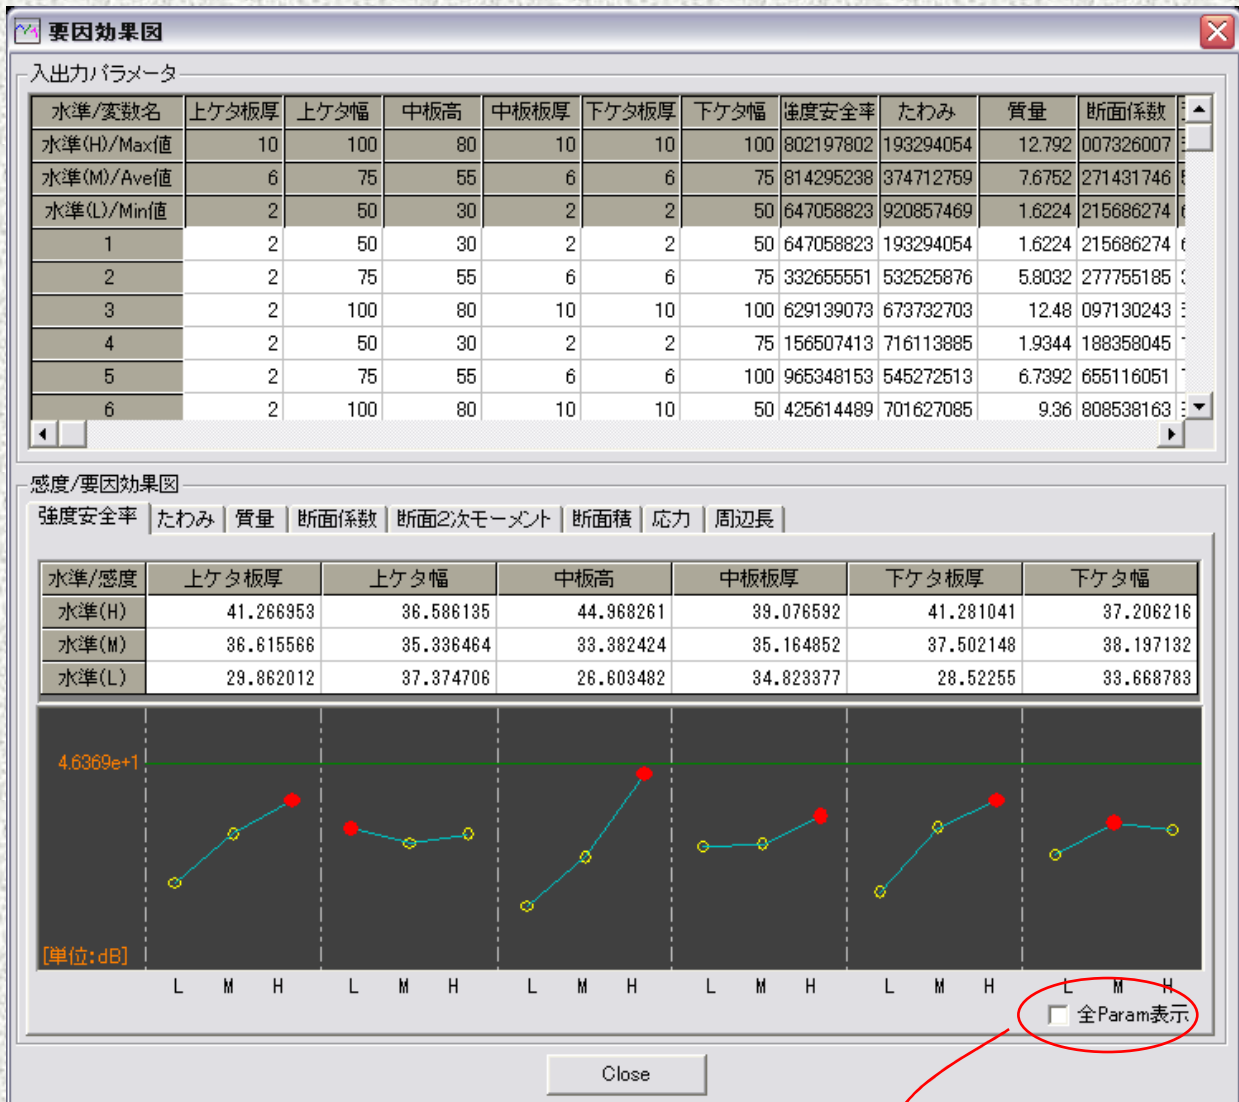 要因効果図
入出力パラメータ
水準/変数名 上ケタ板厚 上ケタ幅 中板高 中板板厚 下ケタ板厚 下ケタ幅 強度安全率 たわみ 質量 断面係数
水準(H)/Max値 10 100 80 10 10 100 802197802 193294054 12.792 007326007
水準(M)/Ave値 6 75 55 6 6 75 814295238 374712759 7.6752 271431746
水準(L)/Min値 2 50 30 2 2 50 647058823 920857469 1.6224 215686274
1 2 50 30 2 2 50 647058823 193294054 1.6224 215686274
2 2 75 55 6 6 75 332655551 532525876 5.8032 277755185
3 2 100 80 10 10 100 629139073 673732703 12.48 097130243
4 2 50 30 2 2 75 156507413 716113885 1.9344 188358045
5 2 75 55 6 6 100 965348153 545272513 6.7392 655116051
6 2 100 80 10 10 50 425614489 701627085 9.36 808538163
感度/要因効果図
強度安全率 たわみ 質量 断面係数 断面2次モーメント 断面積 応力 周辺長
水準/感度 上ケタ板厚 上ケタ幅 中板高 中板板厚 下ケタ板厚 下ケタ幅
水準(H) 41.266953 36.586135 44.968261 39.076592 41.281041 37.206216
水準(M) 36.615566 35.336464 33.382424 35.164852 37.502148 38.197132
水準(L) 29.862012 37.374706 26.603482 34.823377 28.52255 33.668783
4.6369e+1
[単位:dB]
L M H L M H L M H L M H L M H L M H
全Param表示
Close